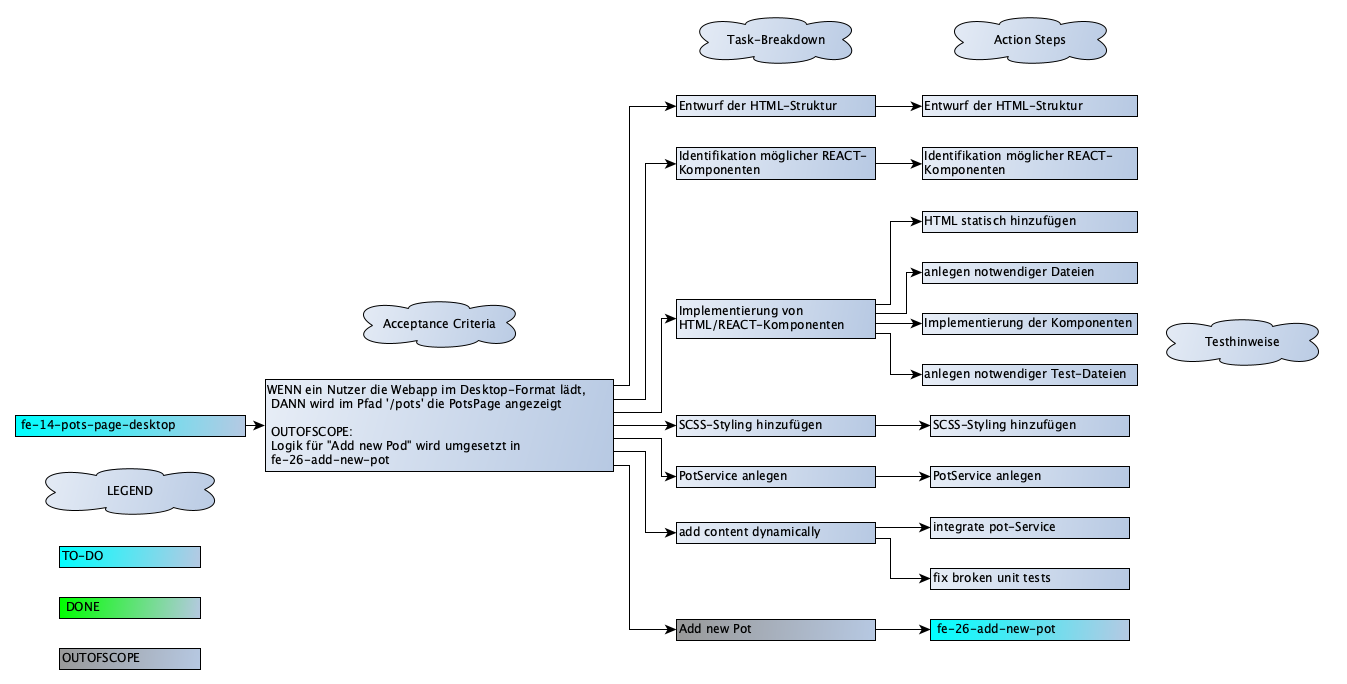 Task-Breakdown
Action Steps
Entwurf der HTML-Struktur
Entwurf der HTML-Struktur
Identifikation möglicher REACT-
Komponenten
Identifikation möglicher REACT-
Komponenten
HTML statisch hinzufügen
anlegen notwendiger Dateien
Implementierung von
HTML/REACT-Komponenten
Implementierung der Komponenten
anlegen notwendiger Test-Dateien
Acceptance Criteria
Testhinweise
WENN ein Nutzer die Webapp im Desktop-Format lädt,
DANN wird im Pfad '/pots' die PotsPage angezeigt
OUTOFSCOPE:
Logik für "Add new Pod" wird umgesetzt in
fe-26-add-new-pot
fe-14-pots-page-desktop
SCSS-Styling hinzufügen
SCSS-Styling hinzufügen
PotService anlegen
PotService anlegen
add content dynamically
integrate pot-Service
fix broken unit tests
Add new Pot
fe-26-add-new-pot
LEGEND
TO-DO
DONE
OUTOFSCOPE